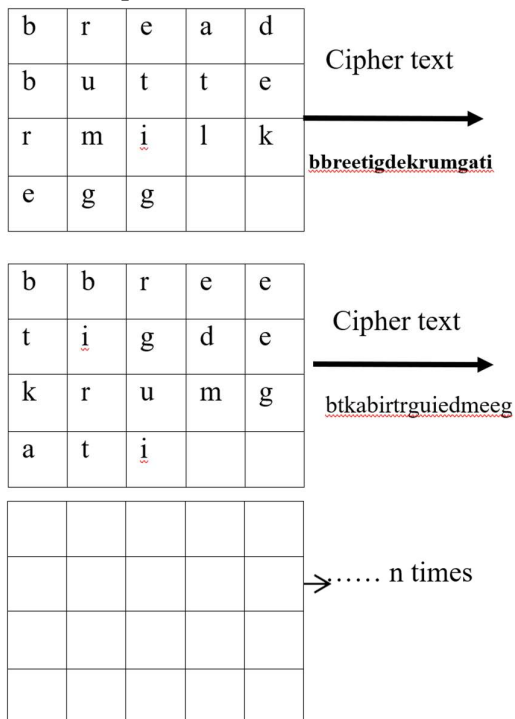 b r e a d
b u t t e
r m i l k
e g g
Cipher text
bbreetigdekrumgati
b b r e e
t i g d e
k r u m g
a t i
Cipher text
btkabirtrguiedmeeg
...... n times